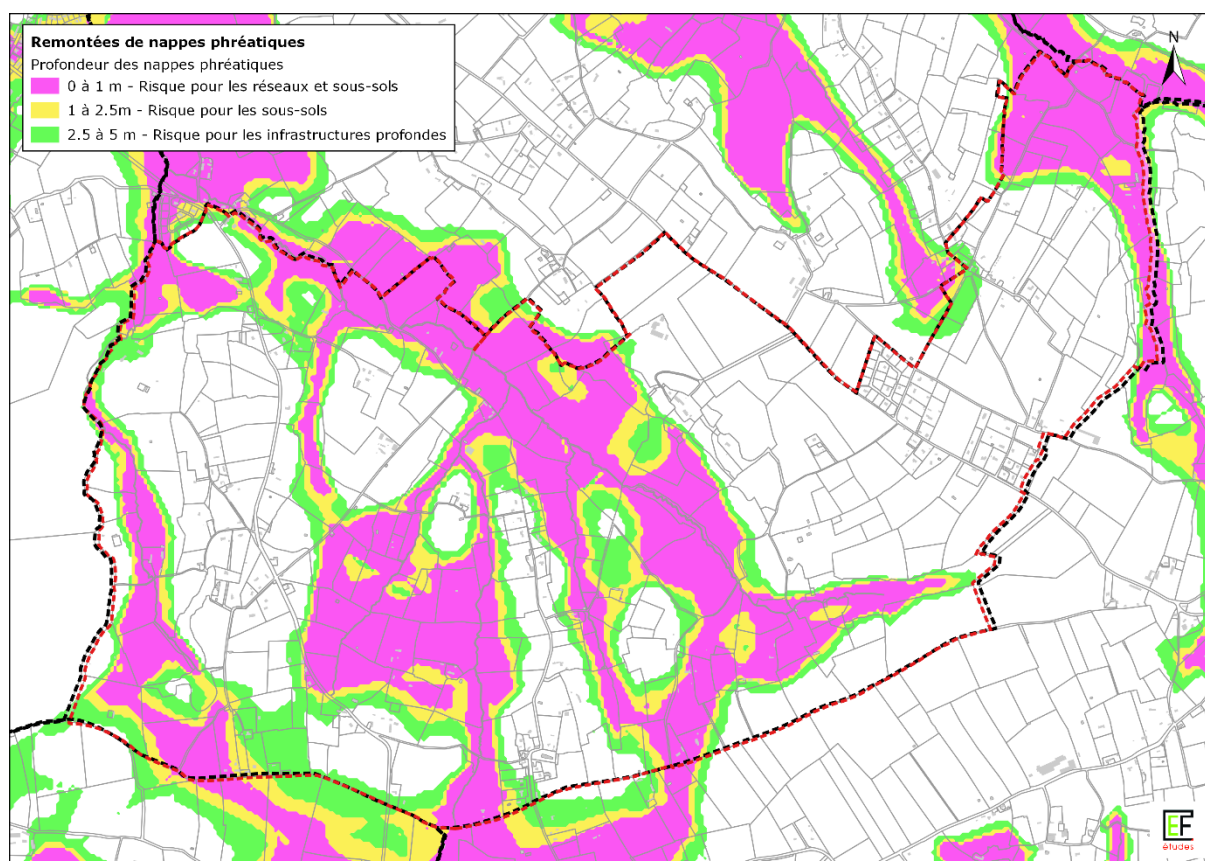 Remontées de nappes phréatiques
Profondeur des nappes phréatiques
0 à 1 m - Risque pour les réseaux et sous-sols
1 à 2.5m - Risque pour les sous-sols
2.5 à 5 m - Risque pour les infrastructures profondes
N
EF
études